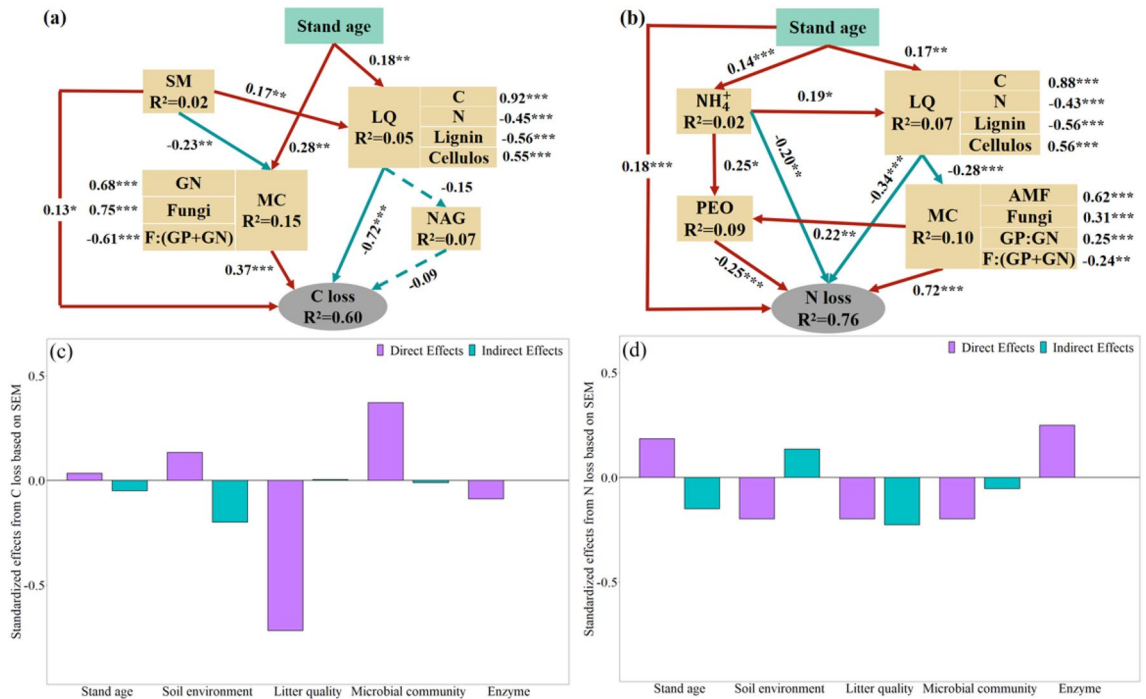 (a)
Stand age
0.18**
SM
R²=0.02
0.17**
LQ
R²=0.05
C 0.92***
N -0.45***
Lignin -0.56***
Cellulos 0.55***
-0.23**
0.28**
0.68*** GN
0.75*** Fungi
-0.61*** F:(GP+GN)
MC
R²=0.15
0.13*
-0.15
NAG
R²=0.07
-0.72***
0.37***
-0.09
C loss
R²=0.60
(b)
Stand age
0.14***
0.17**
NH₄⁺
R²=0.02
0.19*
LQ
R²=0.07
C 0.88***
N -0.43***
Lignin -0.56***
Cellulos 0.56***
0.18***
0.25*
-0.20**
-0.34***
-0.28***
PEO
R²=0.09
0.22**
MC
R²=0.10
AMF 0.62***
Fungi 0.31***
GP:GN 0.25***
F:(GP+GN) -0.24**
-0.25***
0.72***
N loss
R²=0.76
(c)
Direct Effects Indirect Effects
Standardized effects from C loss based on SEM
0.5
0.0
-0.5
Stand age Soil environment Litter quality Microbial community Enzyme
(d)
Direct Effects Indirect Effects
Standardized effects from N loss based on SEM
0.5
0.0
-0.5
Stand age Soil environment Litter quality Microbial community Enzyme